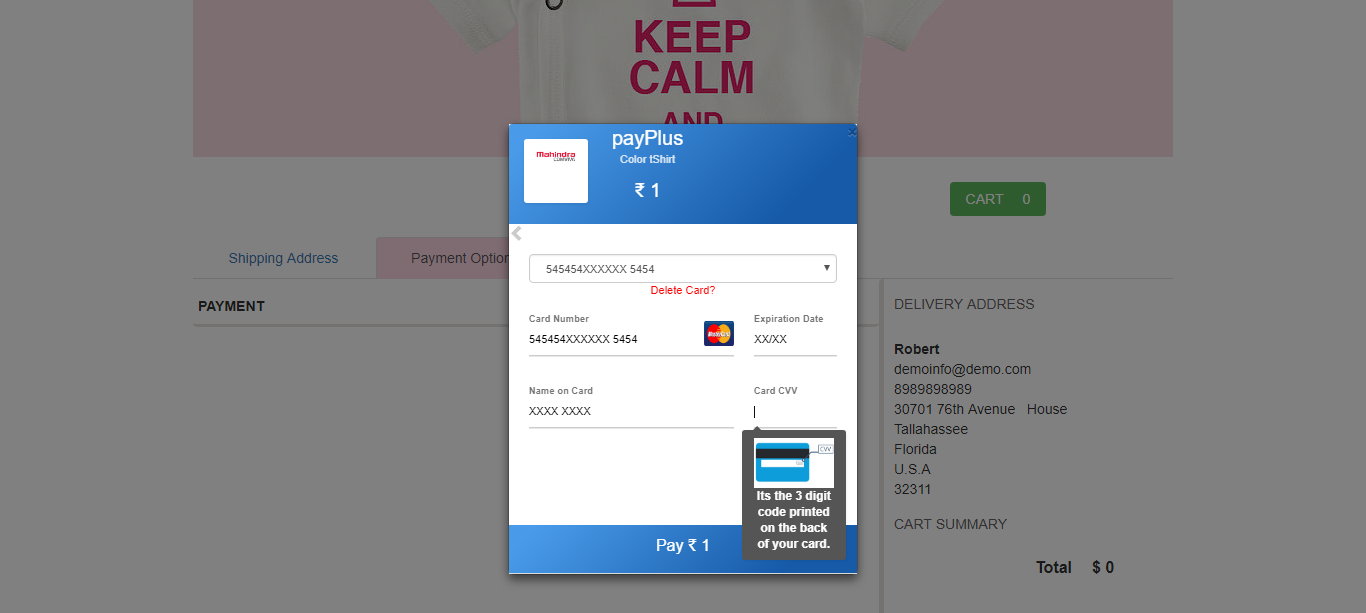 KEEP
CALM
AND
payPlus
Color tShirt
₹ 1
×
Mahindra
COMVIVA
CART 0
Shipping Address
Payment Option
PAYMENT
545454XXXXXX 5454
Delete Card?
Card Number
Expiration Date
545454XXXXXX 5454
XX/XX
Name on Card
Card CVV
XXXX XXXX
CVV
Its the 3 digit
code printed
on the back
of your card.
Pay ₹ 1
DELIVERY ADDRESS
Robert
demoinfo@demo.com
8989898989
30701 76th Avenue House
Tallahassee
Florida
U.S.A
32311
CART SUMMARY
Total $ 0